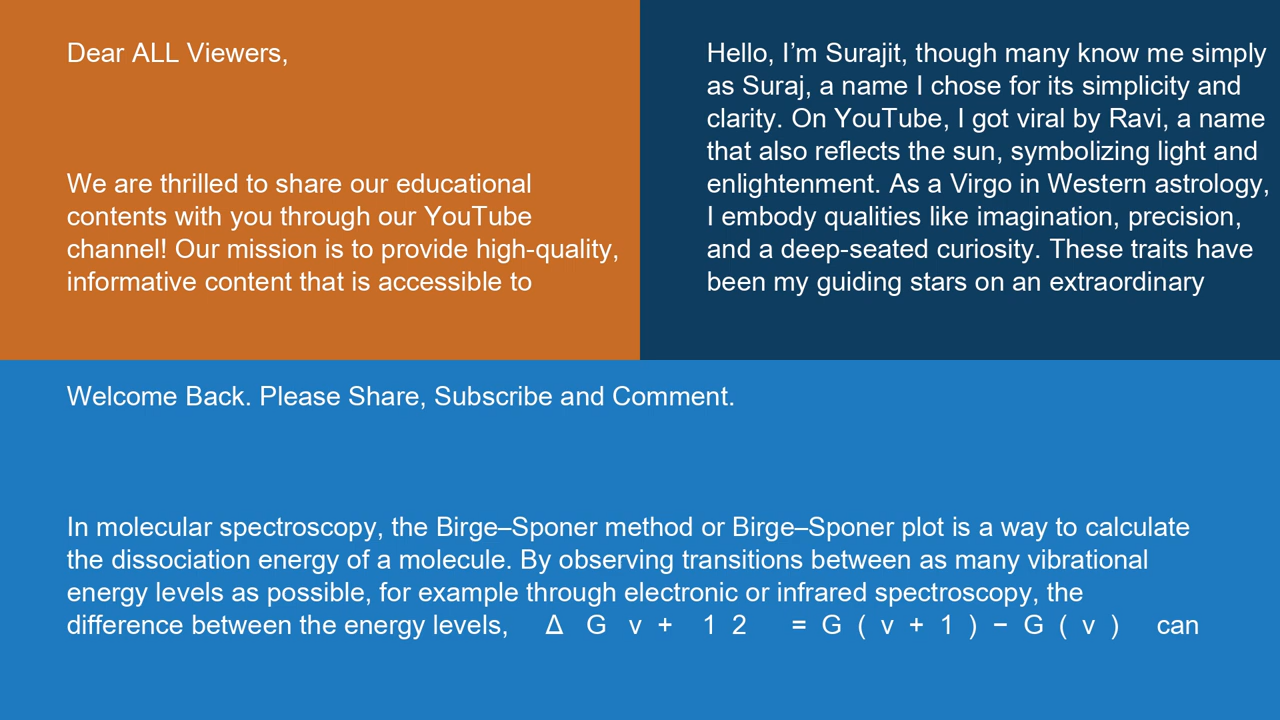 Dear ALL Viewers,
We are thrilled to share our educational
contents with you through our YouTube
channel! Our mission is to provide high-quality,
informative content that is accessible to
Hello, I’m Surajit, though many know me simply
as Suraj, a name I chose for its simplicity and
clarity. On YouTube, I got viral by Ravi, a name
that also reflects the sun, symbolizing light and
enlightenment. As a Virgo in Western astrology,
I embody qualities like imagination, precision,
and a deep-seated curiosity. These traits have
been my guiding stars on an extraordinary
Welcome Back. Please Share, Subscribe and Comment.
In molecular spectroscopy, the Birge–Sponer method or Birge–Sponer plot is a way to calculate
the dissociation energy of a molecule. By observing transitions between as many vibrational
energy levels as possible, for example through electronic or infrared spectroscopy, the
difference between the energy levels, Δ G v + 1 2 = G ( v + 1 ) − G ( v ) can